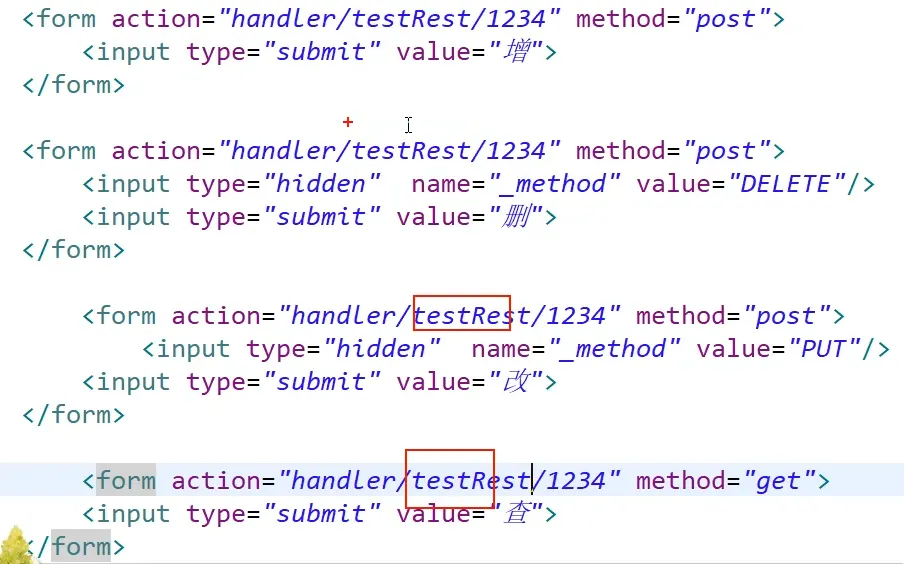 <form action="handler/testRest/1234" method="post">
<input type="submit" value="增">
</form>
<form action="handler/testRest/1234" method="post">
<input type="hidden"  name="_method" value="DELETE"/>
<input type="submit" value="删">
</form>
<form action="handler/testRest/1234" method="post">
<input type="hidden"  name="_method" value="PUT"/>
<input type="submit" value="改">
</form>
<form action="handler/testRest/1234" method="get">
<input type="submit" value="查">
</form>